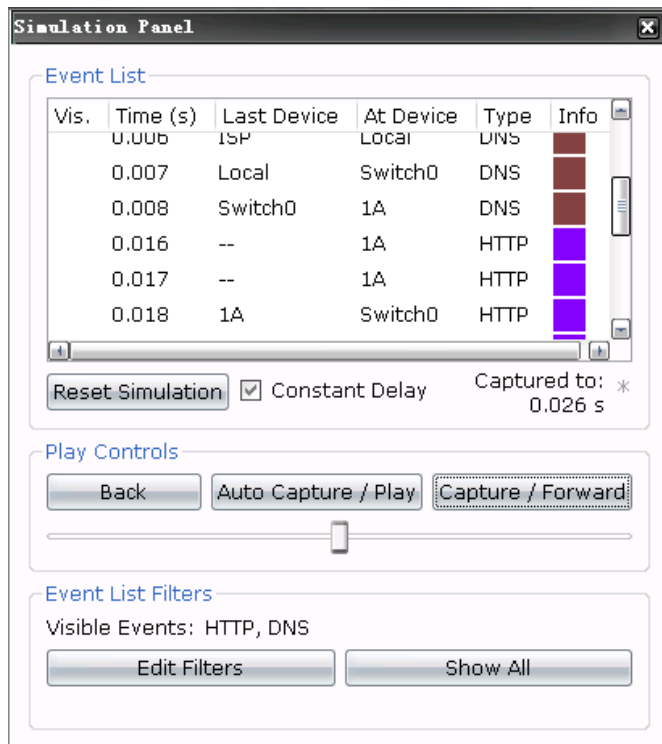 Simulation Panel
Event List
Vis. Time (s) Last Device At Device Type Info
0.006 ISP Local DNS
0.007 Local Switch0 DNS
0.008 Switch0 1A DNS
0.016 -- 1A HTTP
0.017 -- 1A HTTP
0.018 1A Switch0 HTTP
Reset Simulation Constant Delay Captured to: *
0.026 s
Play Controls
Back Auto Capture / Play Capture / Forward
Event List Filters
Visible Events: HTTP, DNS
Edit Filters Show All